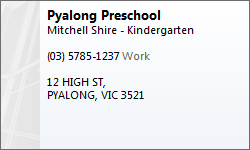 Pyalong Preschool
Mitchell Shire - Kindergarten
(03) 5785-1237 Work
12 HIGH ST,
PYALONG, VIC 3521